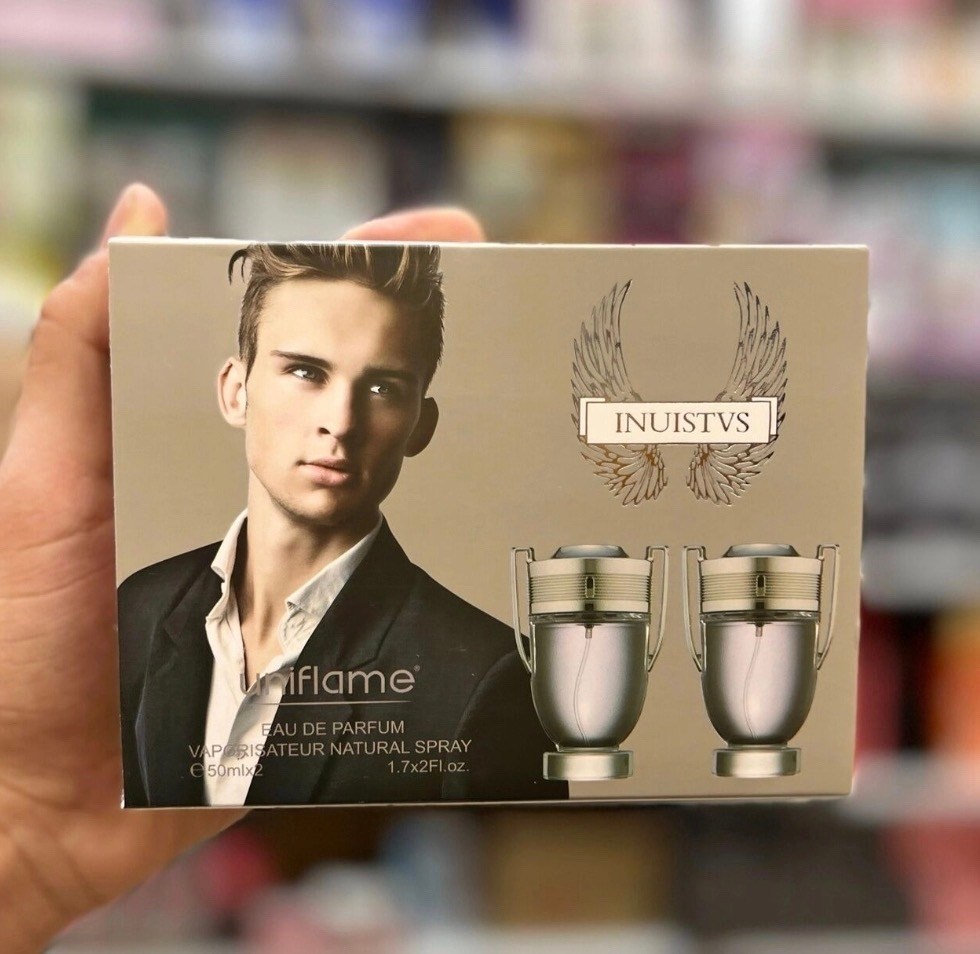 INUISTVS
uniflame®
EAU DE PARFUM
VAPORISATEUR NATURAL SPRAY
℮50mlx2 1.7x2Fl.oz.